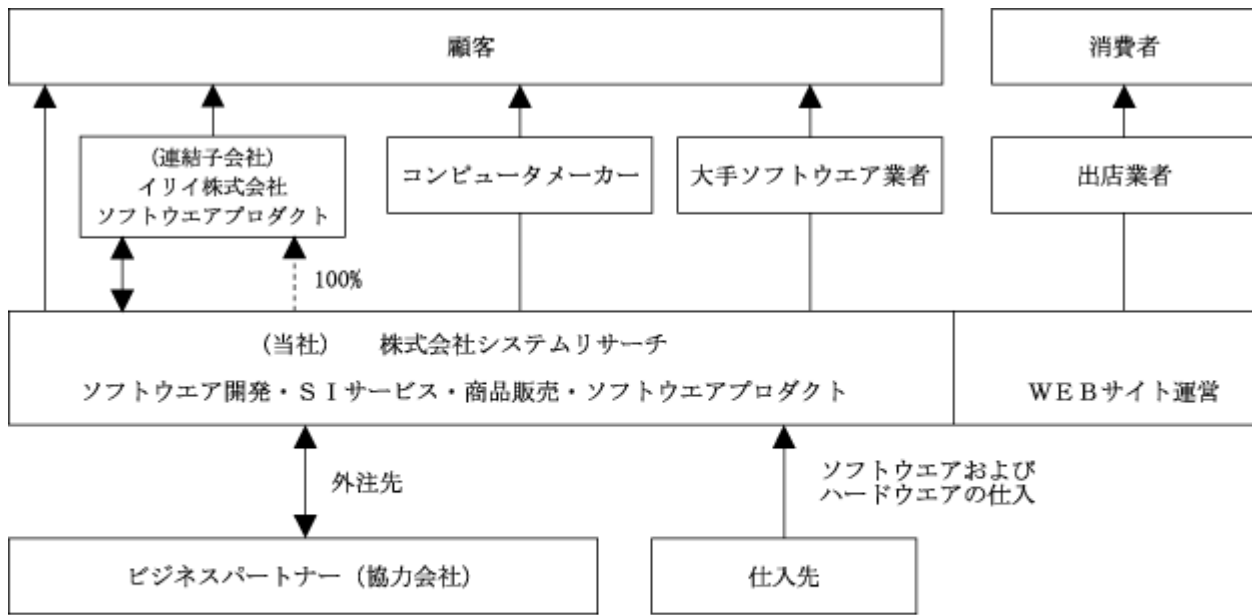 顧客
消費者
(連結子会社)
イリイ株式会社
ソフトウエアプロダクト
コンピュータメーカー
大手ソフトウエア業者
出店業者
100%
(当社)　株式会社システムリサーチ
ソフトウエア開発・ＳＩサービス・商品販売・ソフトウエアプロダクト
ＷＥＢサイト運営
外注先
ソフトウエアおよび
ハードウエアの仕入
ビジネスパートナー（協力会社）
仕入先